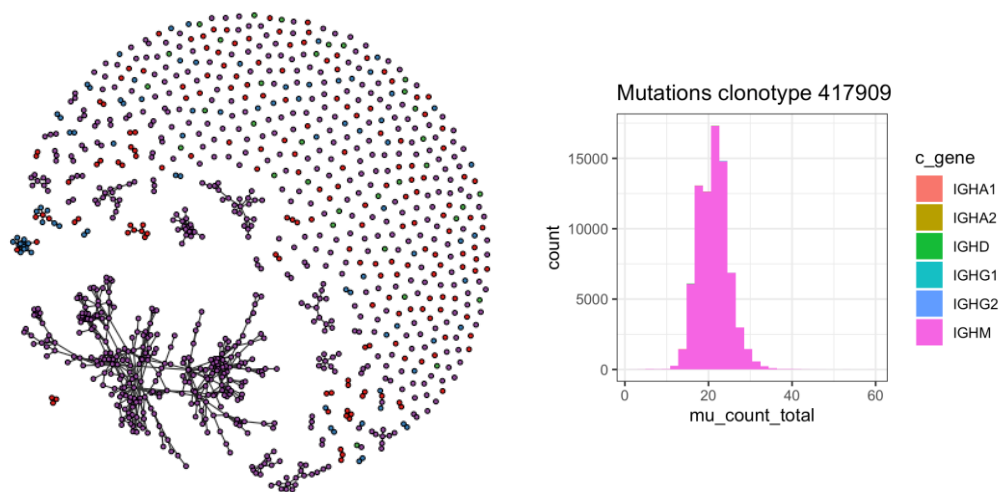 Mutations clonotype 417909
count
15000
10000
5000
0
0 20 40 60
mu_count_total
c_gene
IGHA1
IGHA2
IGHD
IGHG1
IGHG2
IGHM